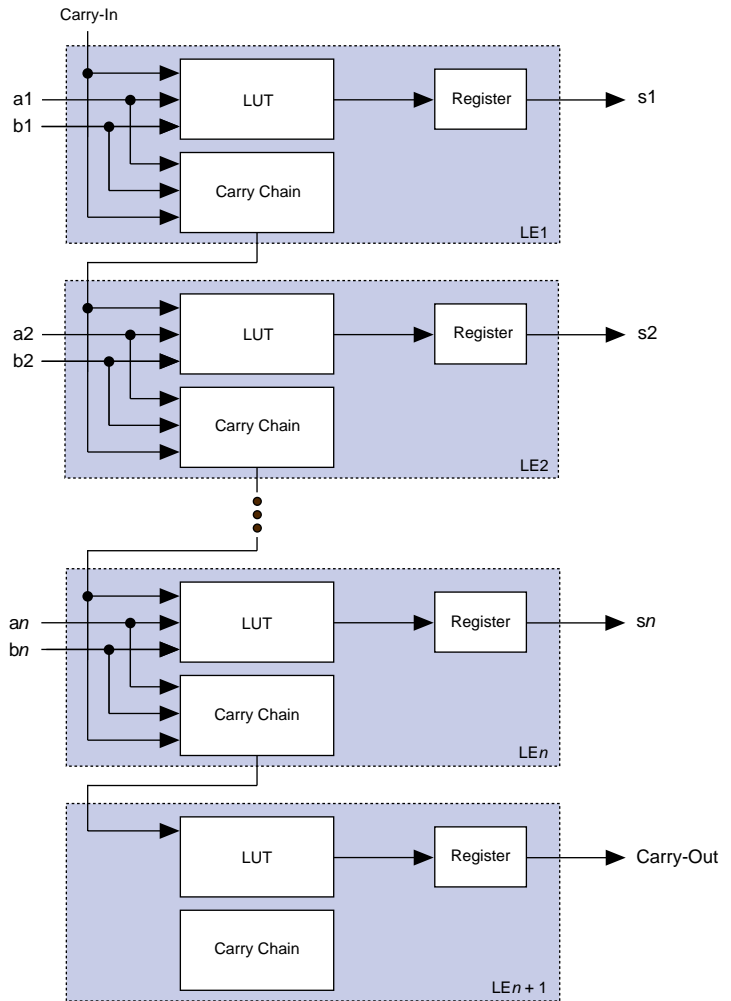 Carry-In
a1
b1
LUT
Register
s1
Carry Chain
LE1
a2
b2
LUT
Register
s2
Carry Chain
LE2
an
bn
LUT
Register
sn
Carry Chain
LEn
LUT
Register
Carry-Out
Carry Chain
LEn + 1